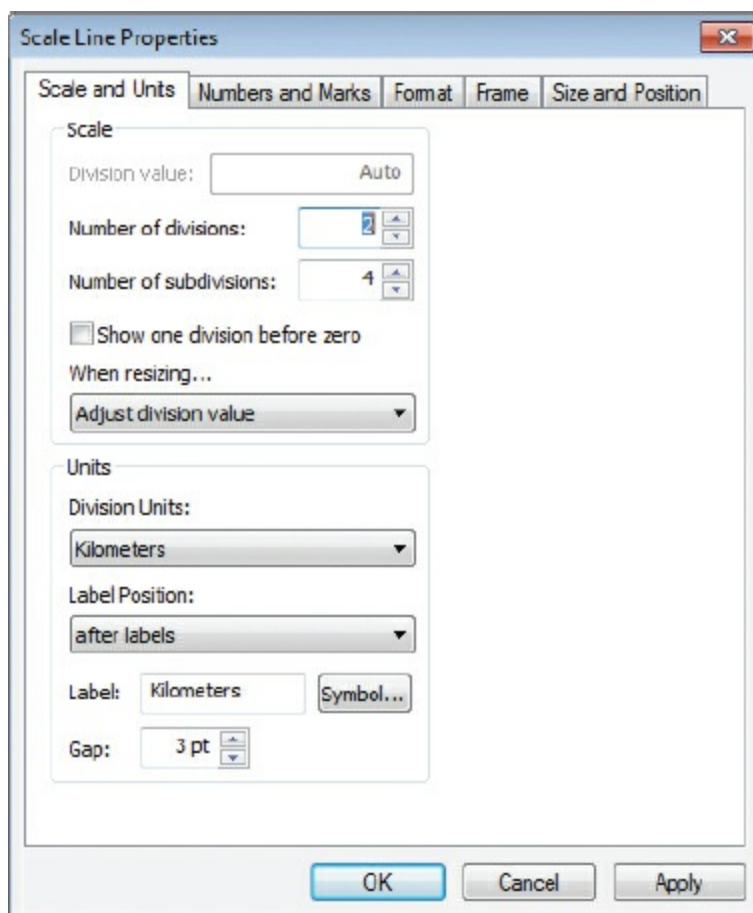 Scale Line Properties
Scale and Units Numbers and Marks Format Frame Size and Position
Scale
Division value: Auto
Number of divisions: 2
Number of subdivisions: 4
Show one division before zero
When resizing...
Adjust division value
Units
Division Units:
Kilometers
Label Position:
after labels
Label: Kilometers Symbol...
Gap: 3 pt
OK Cancel Apply